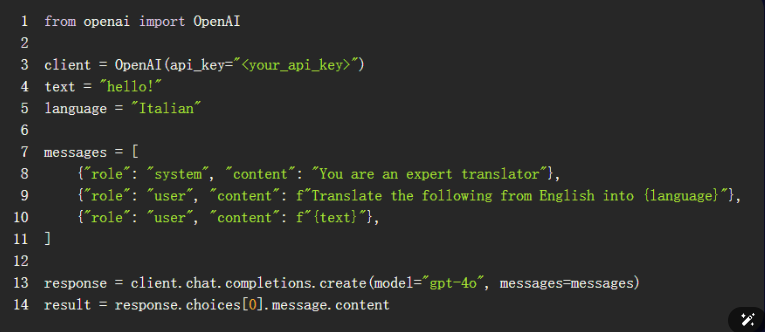 1 from openai import OpenAI
2
3 client = OpenAI(api_key="<your_api_key>")
4 text = "hello!"
5 language = "Italian"
6
7 messages = [
8     {"role": "system", "content": "You are an expert translator"},
9     {"role": "user", "content": f"Translate the following from English into {language}"},
10     {"role": "user", "content": f"{text}"},
11 ]
12
13 response = client.chat.completions.create(model="gpt-4o", messages=messages)
14 result = response.choices[0].message.content